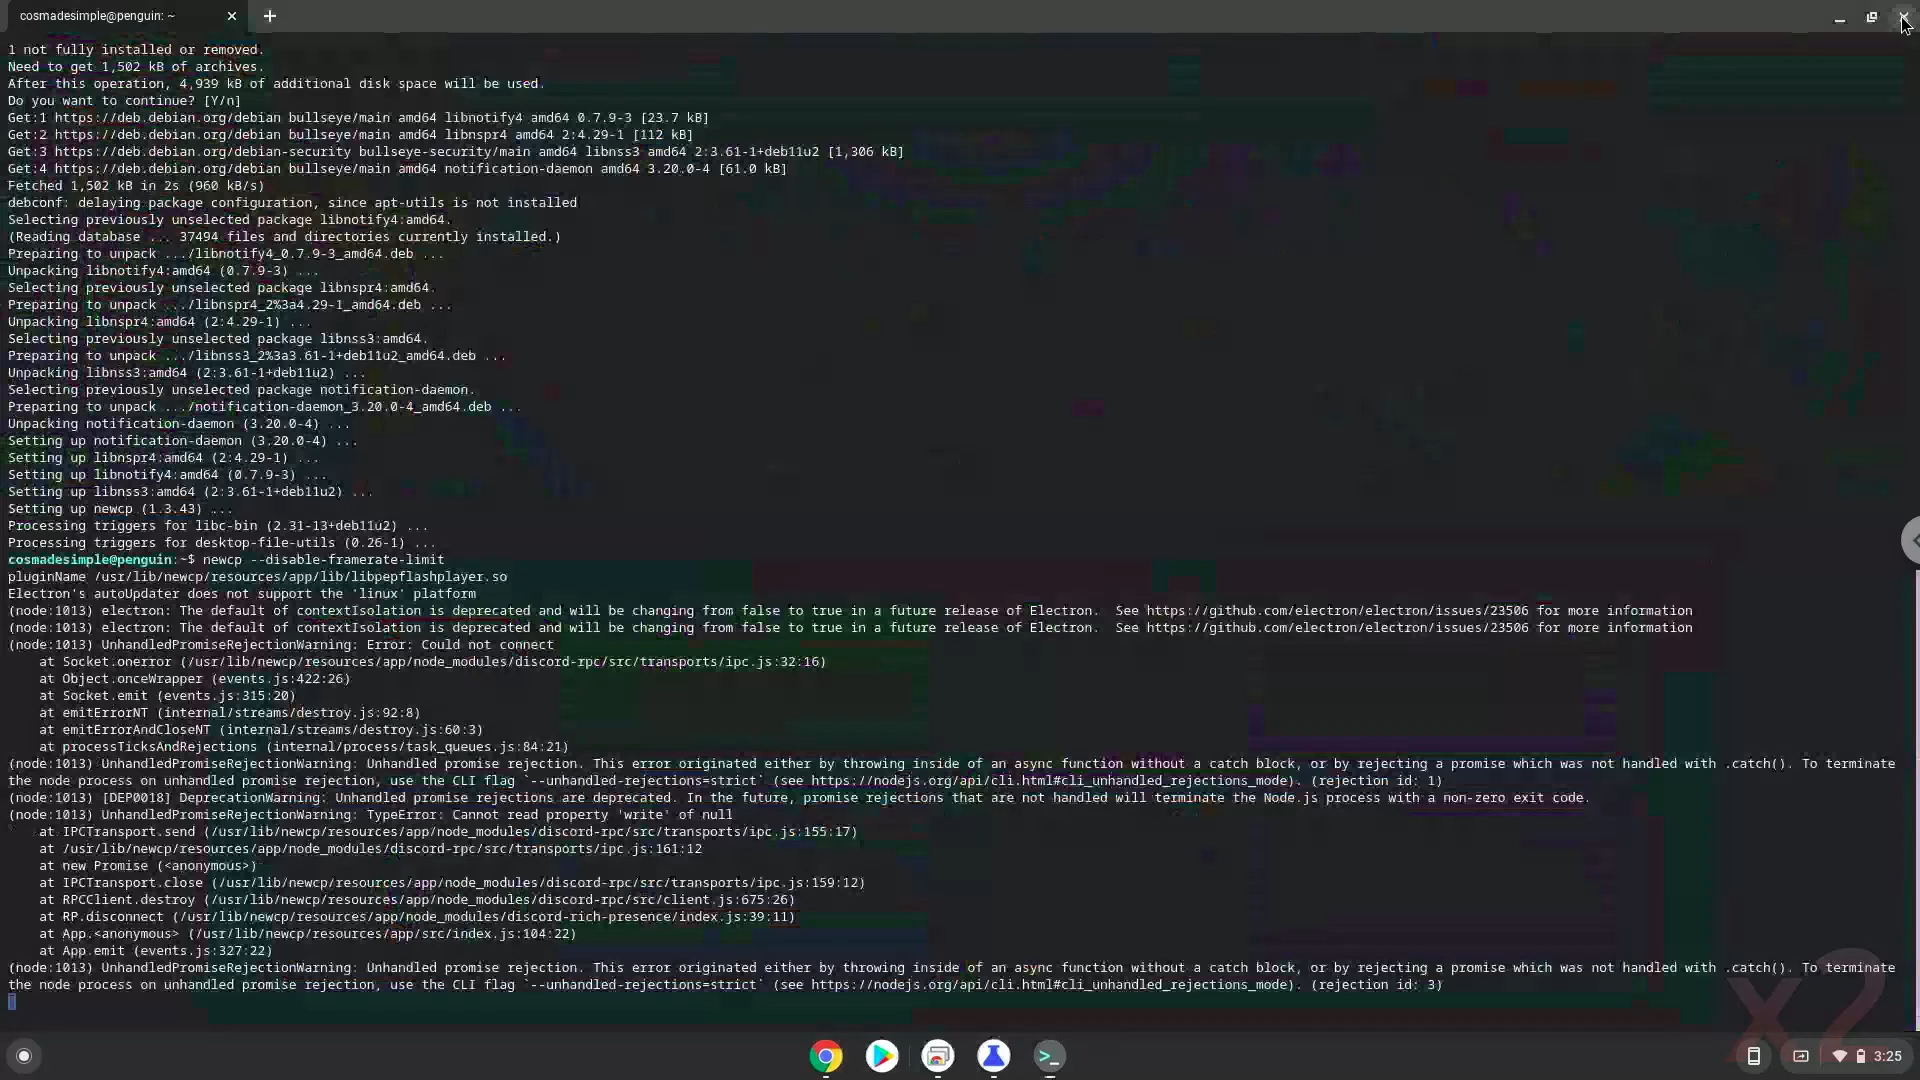 cosmadesimple@penguin: ~
1 not fully installed or removed.
Need to get 1,502 kB of archives.
After this operation, 4,939 kB of additional disk space will be used.
Do you want to continue? [Y/n]
Get:1 https://deb.debian.org/debian bullseye/main amd64 libnotify4 amd64 0.7.9-3 [23.7 kB]
Get:2 https://deb.debian.org/debian bullseye/main amd64 libnspr4 amd64 2:4.29-1 [112 kB]
Get:3 https://deb.debian.org/debian-security bullseye-security/main amd64 libnss3 amd64 2:3.61-1+deb11u2 [1,306 kB]
Get:4 https://deb.debian.org/debian bullseye/main amd64 notification-daemon amd64 3.20.0-4 [61.0 kB]
Fetched 1,502 kB in 2s (960 kB/s)
debconf: delaying package configuration, since apt-utils is not installed
Selecting previously unselected package libnotify4:amd64.
(Reading database ... 37494 files and directories currently installed.)
Preparing to unpack .../libnotify4_0.7.9-3_amd64.deb ...
Unpacking libnotify4:amd64 (0.7.9-3) ...
Selecting previously unselected package libnspr4:amd64.
Preparing to unpack .../libnspr4_2%3a4.29-1_amd64.deb ...
Unpacking libnspr4:amd64 (2:4.29-1) ...
Selecting previously unselected package libnss3:amd64.
Preparing to unpack .../libnss3_2%3a3.61-1+deb11u2_amd64.deb ...
Unpacking libnss3:amd64 (2:3.61-1+deb11u2) ...
Selecting previously unselected package notification-daemon.
Preparing to unpack .../notification-daemon_3.20.0-4_amd64.deb ...
Unpacking notification-daemon (3.20.0-4) ...
Setting up notification-daemon (3.20.0-4) ...
Setting up libnspr4:amd64 (2:4.29-1) ...
Setting up libnotify4:amd64 (0.7.9-3) ...
Setting up libnss3:amd64 (2:3.61-1+deb11u2) ...
Setting up newcp (1.3.43) ...
Processing triggers for libc-bin (2.31-13+deb11u2) ...
Processing triggers for desktop-file-utils (0.26-1) ...
cosmadesimple@penguin:~$ newcp --disable-framerate-limit
pluginName /usr/lib/newcp/resources/app/lib/libpepflashplayer.so
Electron's autoUpdater does not support the 'linux' platform
(node:1013) electron: The default of contextIsolation is deprecated and will be changing from false to true in a future release of Electron.  See https://github.com/electron/electron/issues/23506 for more information
(node:1013) electron: The default of contextIsolation is deprecated and will be changing from false to true in a future release of Electron.  See https://github.com/electron/electron/issues/23506 for more information
(node:1013) UnhandledPromiseRejectionWarning: Error: Could not connect
    at Socket.onerror (/usr/lib/newcp/resources/app/node_modules/discord-rpc/src/transports/ipc.js:32:16)
    at Object.onceWrapper (events.js:422:26)
    at Socket.emit (events.js:315:20)
    at emitErrorNT (internal/streams/destroy.js:92:8)
    at emitErrorAndCloseNT (internal/streams/destroy.js:60:3)
    at processTicksAndRejections (internal/process/task_queues.js:84:21)
(node:1013) UnhandledPromiseRejectionWarning: Unhandled promise rejection. This error originated either by throwing inside of an async function without a catch block, or by rejecting a promise which was not handled with .catch(). To terminate
the node process on unhandled promise rejection, use the CLI flag `--unhandled-rejections=strict` (see https://nodejs.org/api/cli.html#cli_unhandled_rejections_mode). (rejection id: 1)
(node:1013) [DEP0018] DeprecationWarning: Unhandled promise rejections are deprecated. In the future, promise rejections that are not handled will terminate the Node.js process with a non-zero exit code.
(node:1013) UnhandledPromiseRejectionWarning: TypeError: Cannot read property 'write' of null
    at IPCTransport.send (/usr/lib/newcp/resources/app/node_modules/discord-rpc/src/transports/ipc.js:155:17)
    at /usr/lib/newcp/resources/app/node_modules/discord-rpc/src/transports/ipc.js:161:12
    at new Promise (<anonymous>)
    at IPCTransport.close (/usr/lib/newcp/resources/app/node_modules/discord-rpc/src/transports/ipc.js:159:12)
    at RPCClient.destroy (/usr/lib/newcp/resources/app/node_modules/discord-rpc/src/client.js:675:26)
    at RP.disconnect (/usr/lib/newcp/resources/app/node_modules/discord-rich-presence/index.js:39:11)
    at App.<anonymous> (/usr/lib/newcp/resources/app/src/index.js:104:22)
    at App.emit (events.js:327:22)
(node:1013) UnhandledPromiseRejectionWarning: Unhandled promise rejection. This error originated either by throwing inside of an async function without a catch block, or by rejecting a promise which was not handled with .catch(). To terminate
the node process on unhandled promise rejection, use the CLI flag `--unhandled-rejections=strict` (see https://nodejs.org/api/cli.html#cli_unhandled_rejections_mode). (rejection id: 3)
x2
3:25